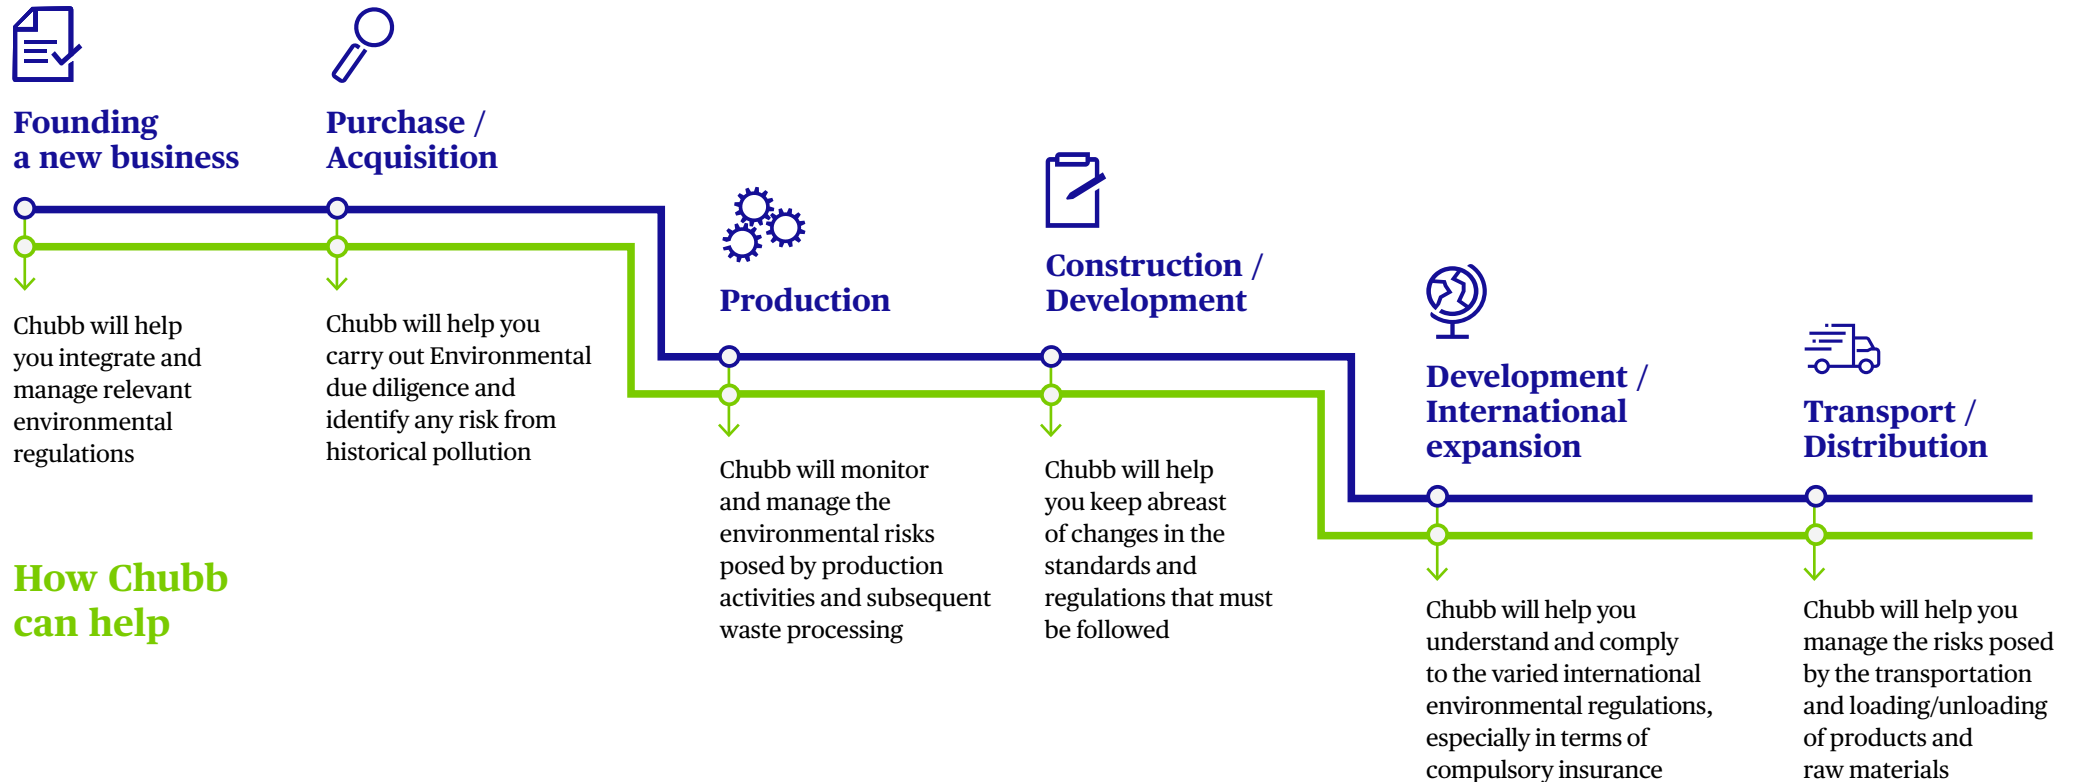 Founding
a new business
Chubb will help
you integrate and
manage relevant
environmental
regulations
Purchase /
Acquisition
Chubb will help you
carry out Environmental
due diligence and
identify any risk from
historical pollution
Production
Chubb will monitor
and manage the
environmental risks
posed by production
activities and subsequent
waste processing
Construction /
Development
Chubb will help
you keep abreast
of changes in the
standards and
regulations that must
be followed
Development /
International
expansion
Chubb will help you
understand and comply
to the varied international
environmental regulations,
especially in terms of
compulsory insurance
Transport /
Distribution
Chubb will help you
manage the risks posed
by the transportation
and loading/unloading
of products and
raw materials
How Chubb
can help